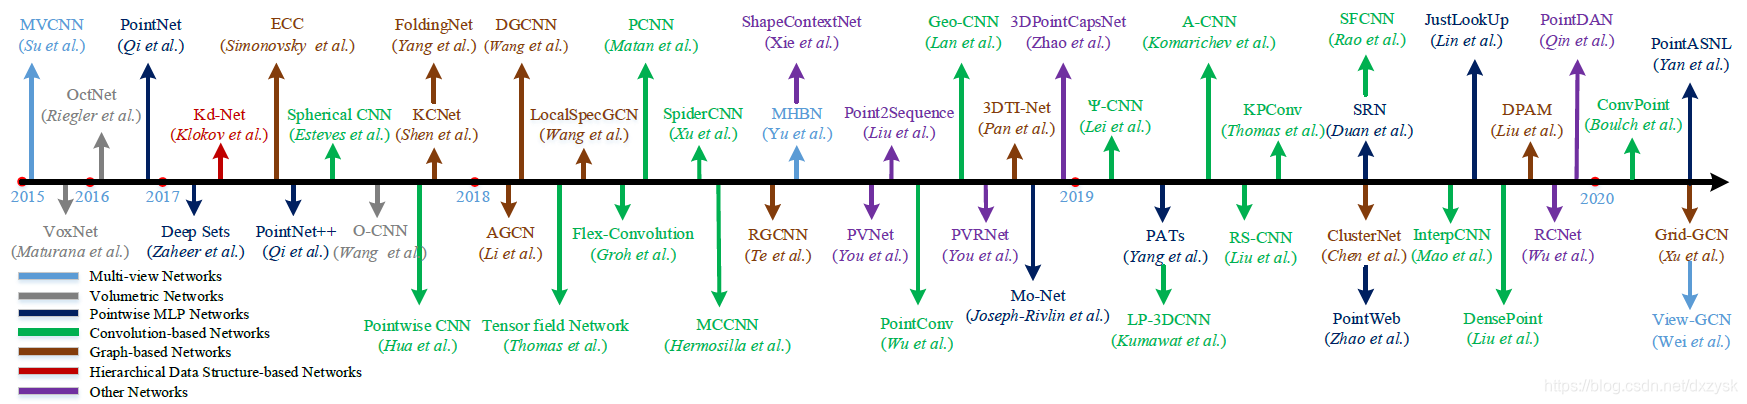 MVCNN
(Su et al.)
PointNet
(Qi et al.)
ECC
(Simonovsky et al.)
FoldingNet
(Yang et al.)
DGCNN
(Wang et al.)
PCNN
(Matan et al.)
ShapeContextNet
(Xie et al.)
Geo-CNN
(Lan et al.)
3DPointCapsNet
(Zhao et al.)
A-CNN
(Komarichev et al.)
SFCNN
(Rao et al.)
JustLookUp
(Lin et al.)
PointDAN
(Qin et al.)
PointASNL
(Yan et al.)
OctNet
(Riegler et al.)
Kd-Net
(Klokov et al.)
Spherical CNN
(Esteves et al.)
KCNet
(Shen et al.)
LocalSpecGCN
(Wang et al.)
SpiderCNN
(Xu et al.)
MHBN
(Yu et al.)
Point2Sequence
(Liu et al.)
3DTI-Net
(Pan et al.)
Ψ-CNN
(Lei et al.)
KPConv
(Thomas et al.)
SRN
(Duan et al.)
DPAM
(Liu et al.)
ConvPoint
(Boulch et al.)
2015
2016
2017
2018
2019
2020
VoxNet
(Maturana et al.)
Deep Sets
(Zaheer et al.)
PointNet++
(Qi et al.)
O-CNN
(Wang et al.)
AGCN
(Li et al.)
Flex-Convolution
(Groh et al.)
RGCNN
(Te et al.)
PVNet
(You et al.)
PVRNet
(You et al.)
PATs
(Yang et al.)
RS-CNN
(Liu et al.)
ClusterNet
(Chen et al.)
InterpCNN
(Mao et al.)
RCNet
(Wu et al.)
Grid-GCN
(Xu et al.)
Pointwise CNN
(Hua et al.)
Tensor field Network
(Thomas et al.)
MCCNN
(Hermosilla et al.)
PointConv
(Wu et al.)
Mo-Net
(Joseph-Rivlin et al.)
LP-3DCNN
(Kumawat et al.)
PointWeb
(Zhao et al.)
DensePoint
(Liu et al.)
View-GCN
(Wei et al.)
Multi-view Networks
Volumetric Networks
Pointwise MLP Networks
Convolution-based Networks
Graph-based Networks
Hierarchical Data Structure-based Networks
Other Networks
https://blog.csdn.net/dxzysk